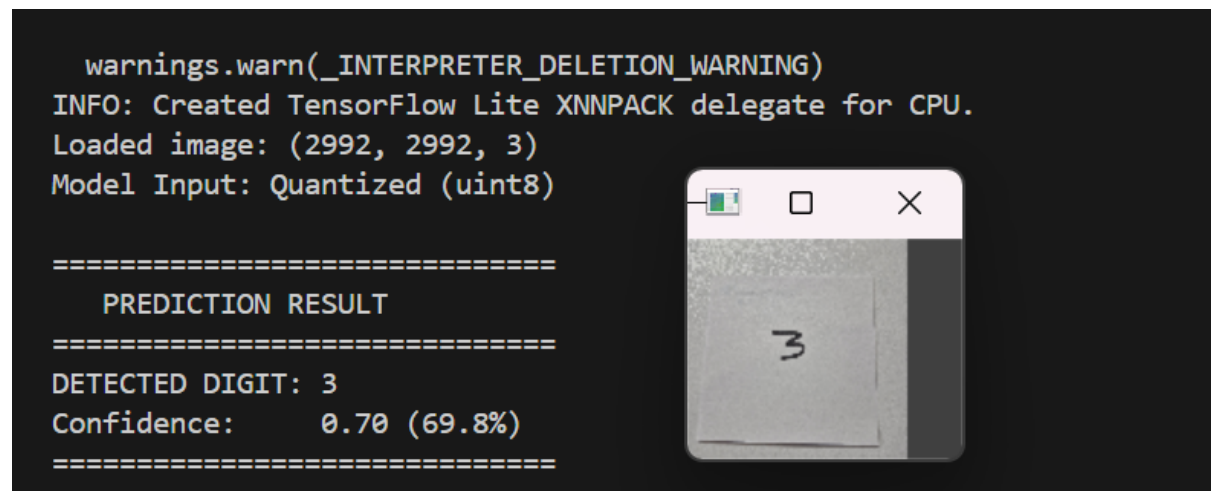 warnings.warn(_INTERPRETER_DELETION_WARNING)
INFO: Created TensorFlow Lite XNNPACK delegate for CPU.
Loaded image: (2992, 2992, 3)
Model Input: Quantized (uint8)
==============================
PREDICTION RESULT
==============================
DETECTED DIGIT: 3
Confidence: 0.70 (69.8%)
==============================
3